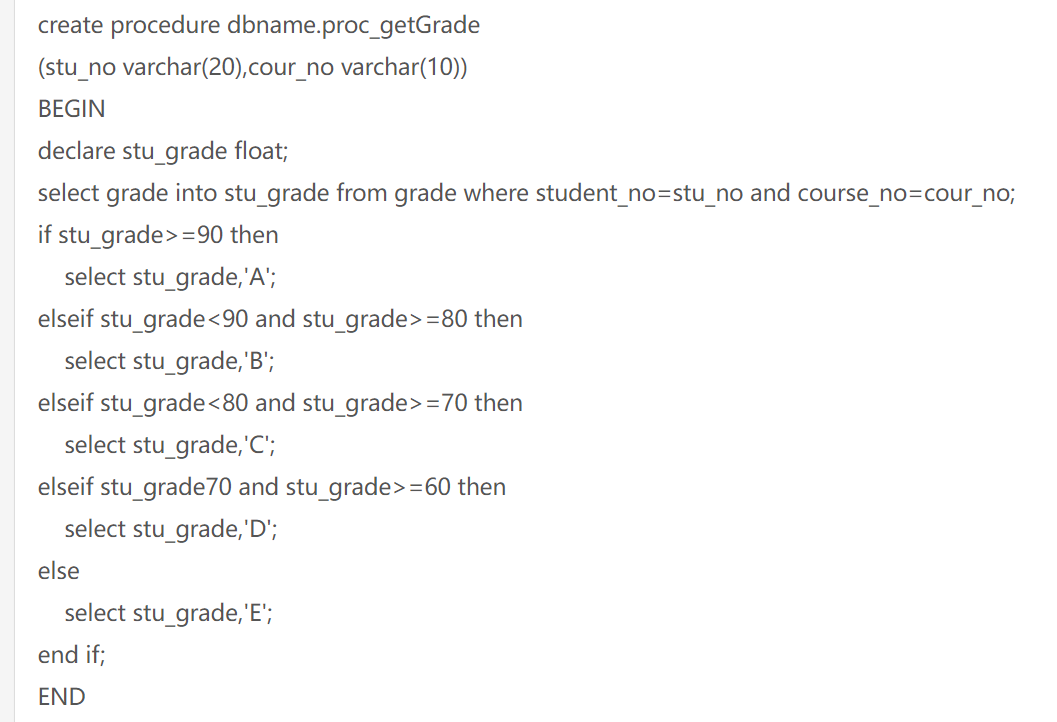 create procedure dbname.proc_getGrade
(stu_no varchar(20),cour_no varchar(10))
BEGIN
declare stu_grade float;
select grade into stu_grade from grade where student_no=stu_no and course_no=cour_no;
if stu_grade>=90 then
    select stu_grade,'A';
elseif stu_grade<90 and stu_grade>=80 then
    select stu_grade,'B';
elseif stu_grade<80 and stu_grade>=70 then
    select stu_grade,'C';
elseif stu_grade70 and stu_grade>=60 then
    select stu_grade,'D';
else
    select stu_grade,'E';
end if;
END